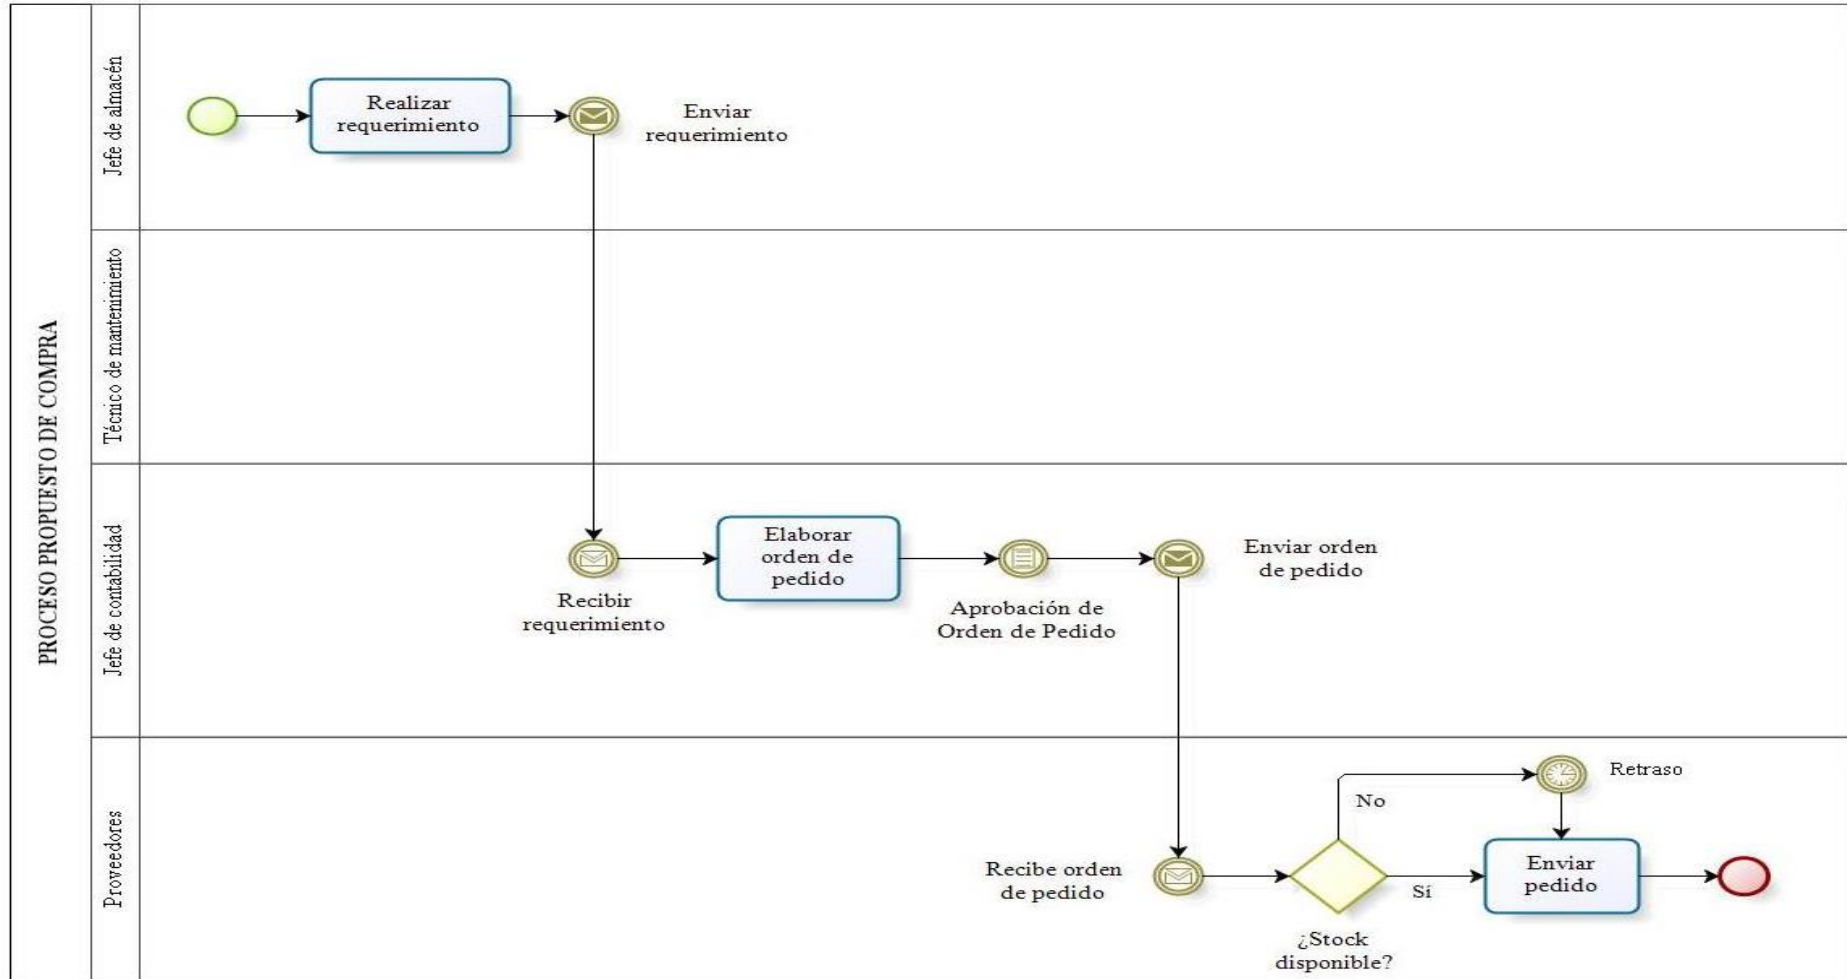 PROCESO PROPUESTO DE COMPRA
Jefe de almacén
Realizar
requerimiento
Enviar
requerimiento
Técnico de mantenimiento
Jefe de contabilidad
Recibir
requerimiento
Elaborar
orden de
pedido
Aprobación de
Orden de Pedido
Enviar orden
de pedido
Proveedores
Recibe orden
de pedido
¿Stock
disponible?
No
Sí
Retraso
Enviar
pedido